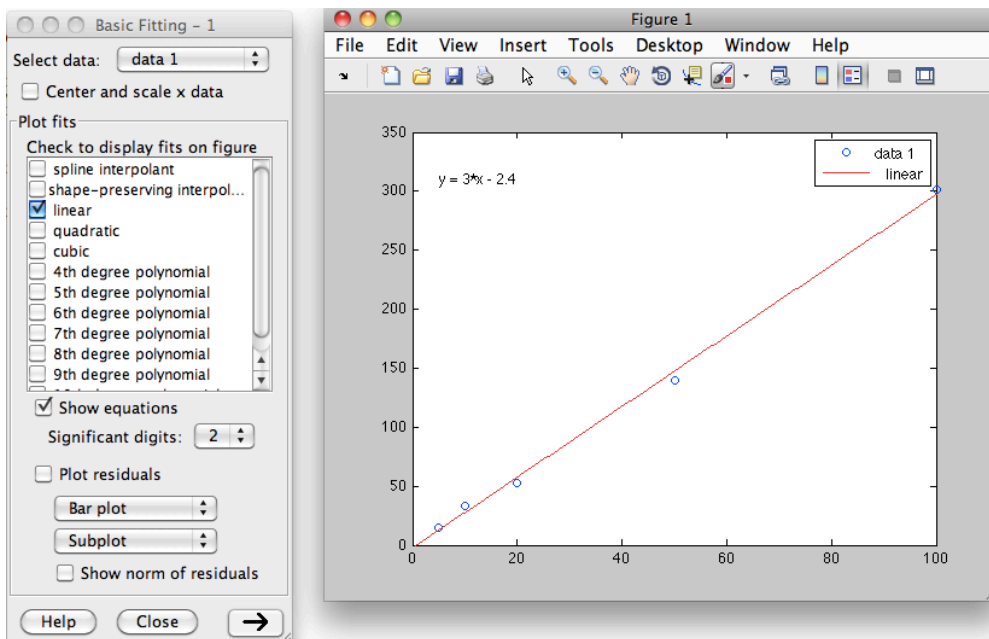 Basic Fitting – 1
Select data: data 1
Center and scale x data
Plot fits
Check to display fits on figure
spline interpolant
shape-preserving interpol...
linear
quadratic
cubic
4th degree polynomial
5th degree polynomial
6th degree polynomial
7th degree polynomial
8th degree polynomial
9th degree polynomial
Show equations
Significant digits: 2
Plot residuals
Bar plot
Subplot
Show norm of residuals
Help Close
Figure 1
File Edit View Insert Tools Desktop Window Help
350
300
250
200
150
100
50
0
y = 3*x - 2.4
data 1
linear
0 20 40 60 80 100